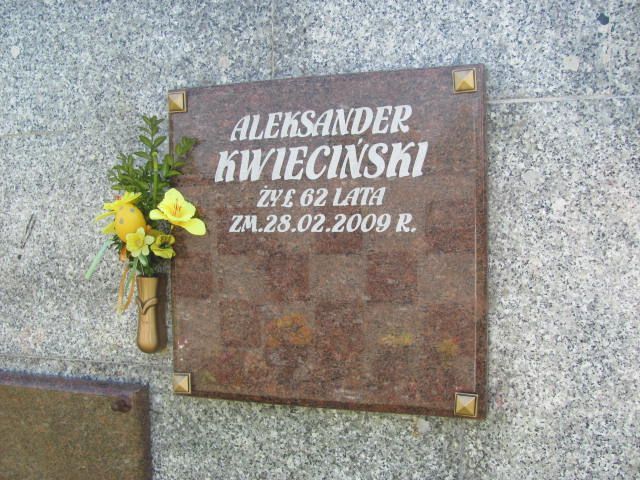 ALEKSANDER
KWIECIŃSKI
ŻYŁ 62 LATA
ZM.28.02.2009 R.